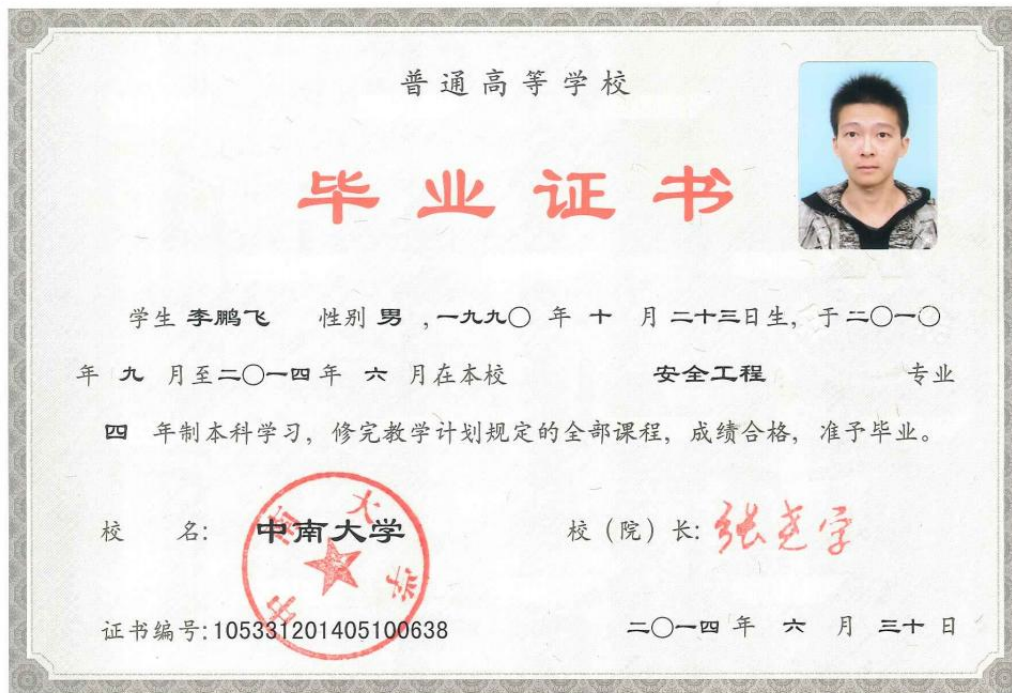 普通高等学校
毕业证书
学生 李鹏飞 性别 男 ,一九九〇 年 十 月 二十三日生, 于二〇一〇
年 九 月至二〇一四年 六 月在本校 安全工程 专业
四 年制本科学习, 修完教学计划规定的全部课程, 成绩合格, 准予毕业。
校 名: 中南大学 校（院）长: 张尧学
中南大学
证书编号:105331201405100638 二〇一四 年 六 月 三十 日